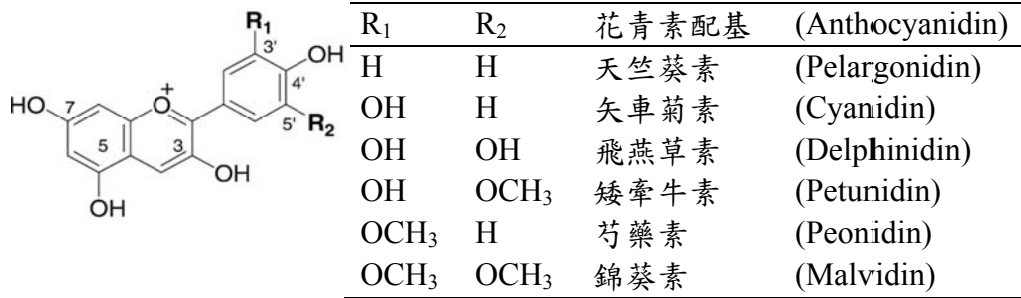 R₁
3'
OH
4'
5'
R₂
HO
7
O
+
5
3
OH
OH
R₁ R₂ 花青素配基 (Anthocyanidin)
H H 天竺葵素 (Pelargonidin)
OH H 矢車菊素 (Cyanidin)
OH OH 飛燕草素 (Delphinidin)
OH OCH₃ 矮牽牛素 (Petunidin)
OCH₃ H 芍藥素 (Peonidin)
OCH₃ OCH₃ 錦葵素 (Malvidin)